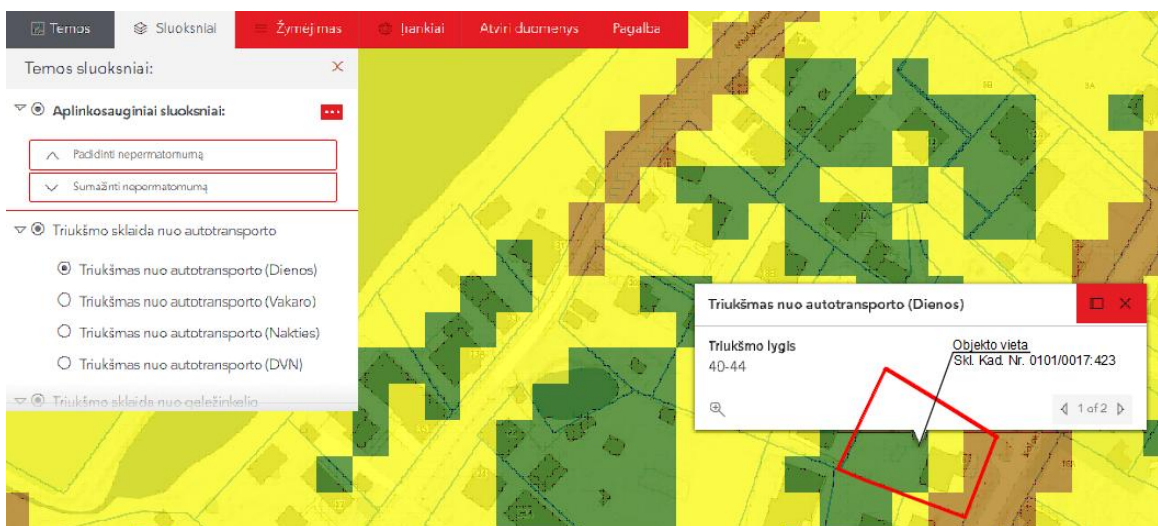 Temos
Sluoksniai
Žymėjimas
Įrankiai
Atviri duomenys
Pagalba
Temos sluoksniai:
Aplinkosauginiai sluoksniai:
Padidinti nepermatomumą
Sumažinti nepermatomumą
Triukšmo sklaida nuo autotransporto
Triukšmas nuo autotransporto (Dienos)
Triukšmas nuo autotransporto (Vakaro)
Triukšmas nuo autotransporto (Nakties)
Triukšmas nuo autotransporto (DVN)
Triukšmo sklaida nuo geležinkelio
Triukšmas nuo autotransporto (Dienos)
Triukšmo lygis
40-44
Objekto vieta
Skl. Kad. Nr. 0101/0017:423
1 of 2